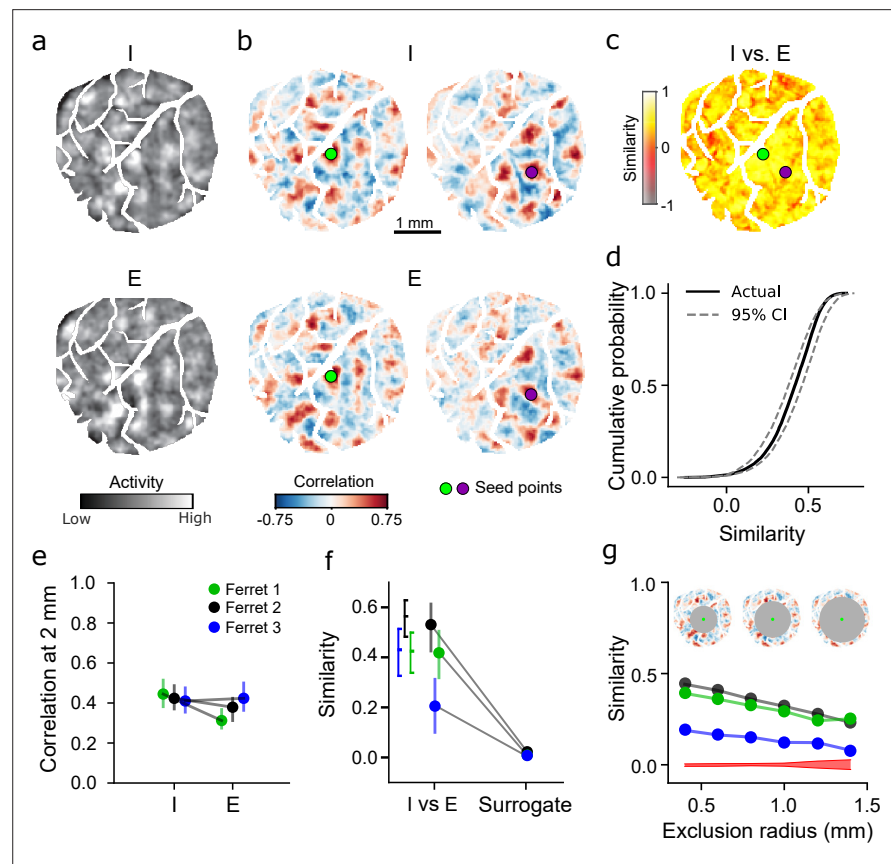 a
b
c
I
I
I vs. E
Similarity
1
0
-1
1 mm
E
E
d
Actual
95% CI
Cumulative probability
1.0
0.5
0.0
0.0
0.5
Similarity
Activity
Low
High
Correlation
-0.75
0
0.75
Seed points
e
Ferret 1
Ferret 2
Ferret 3
Correlation at 2 mm
1.0
0.8
0.6
0.4
0.2
0.0
I
E
f
Similarity
0.6
0.4
0.2
0.0
I vs E
Surrogate
g
Similarity
1.0
0.5
0.0
0.5
1.0
1.5
Exclusion radius (mm)